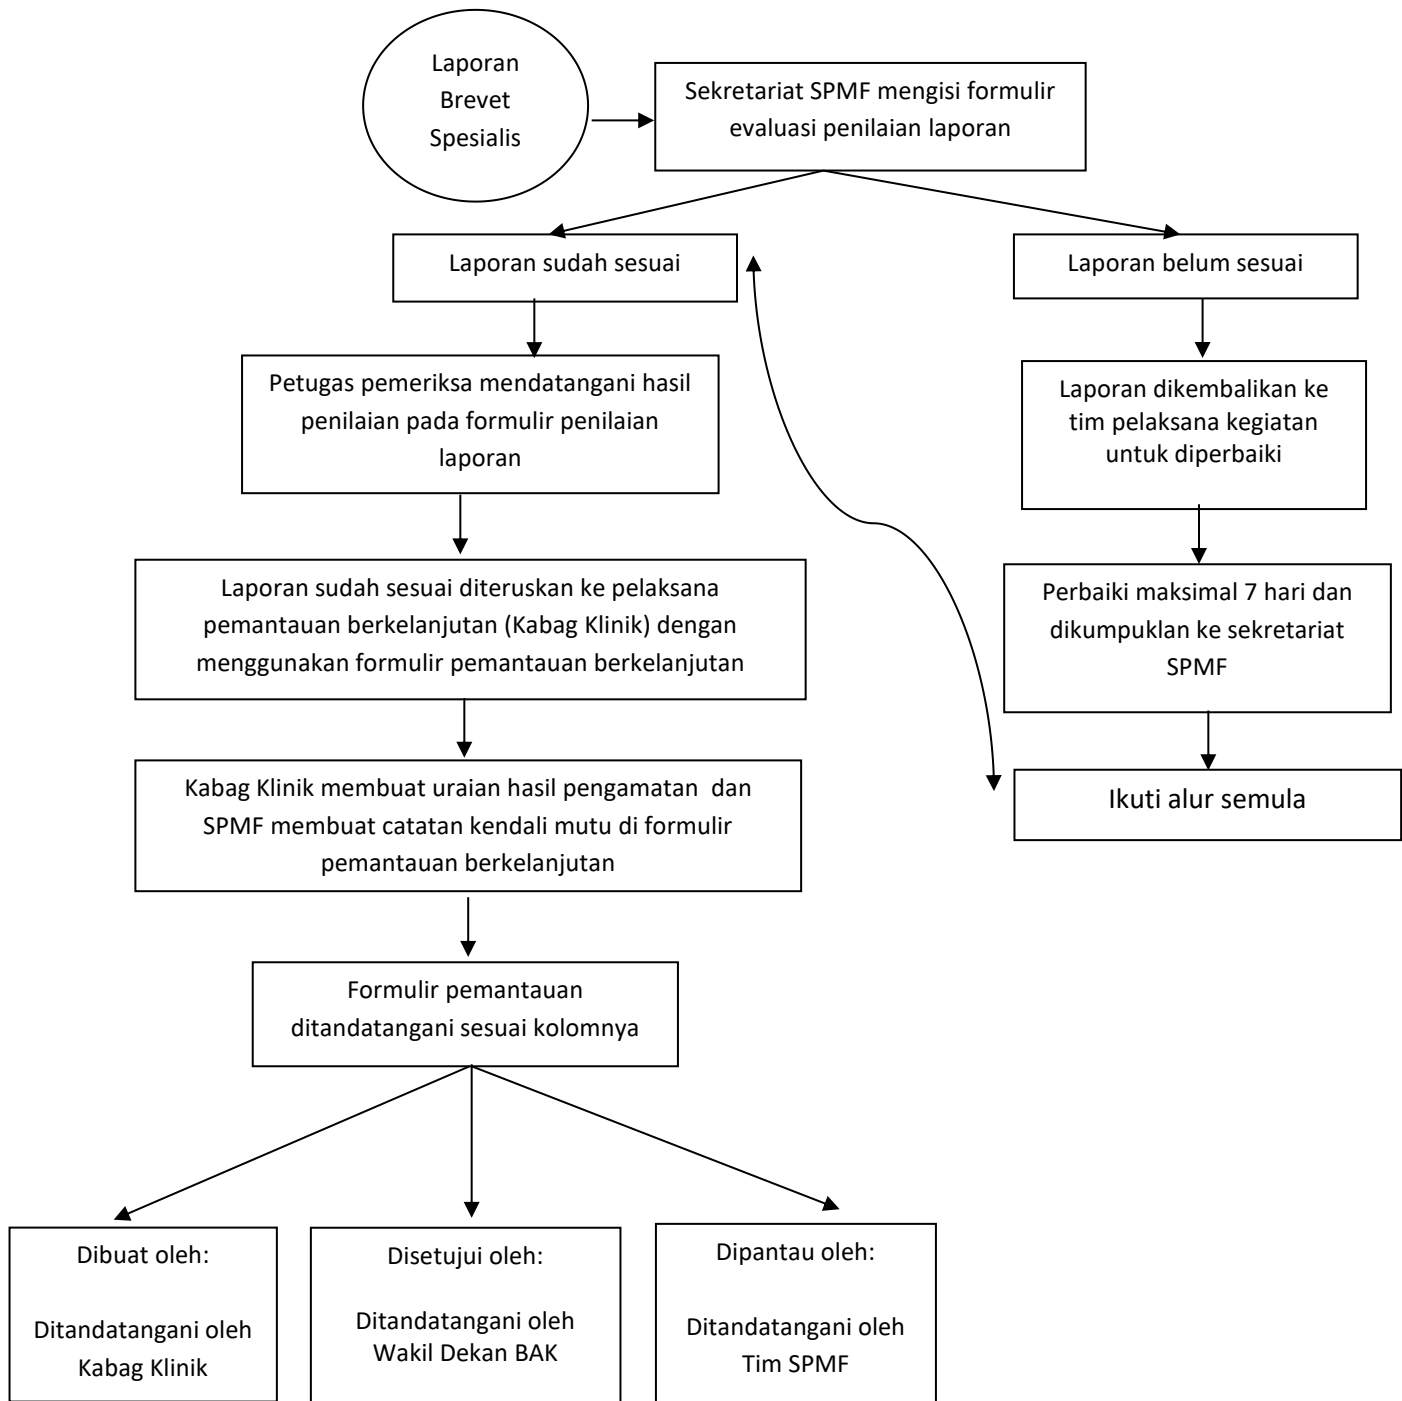 Laporan
Brevet
Spesialis
Sekretariat SPMF mengisi formulir
evaluasi penilaian laporan
Laporan sudah sesuai
Laporan belum sesuai
Petugas pemeriksa mendatangani hasil
penilaian pada formulir penilaian
laporan
Laporan dikembalikan ke
tim pelaksana kegiatan
untuk diperbaiki
Laporan sudah sesuai diteruskan ke pelaksana
pemantauan berkelanjutan (Kabag Klinik) dengan
menggunakan formulir pemantauan berkelanjutan
Perbaiki maksimal 7 hari dan
dikumpuklan ke sekretariat
SPMF
Kabag Klinik membuat uraian hasil pengamatan  dan
SPMF membuat catatan kendali mutu di formulir
pemantauan berkelanjutan
Ikuti alur semula
Formulir pemantauan
ditandatangani sesuai kolomnya
Dibuat oleh:
Ditandatangani oleh
Kabag Klinik
Disetujui oleh:
Ditandatangani oleh
Wakil Dekan BAK
Dipantau oleh:
Ditandatangani oleh
Tim SPMF